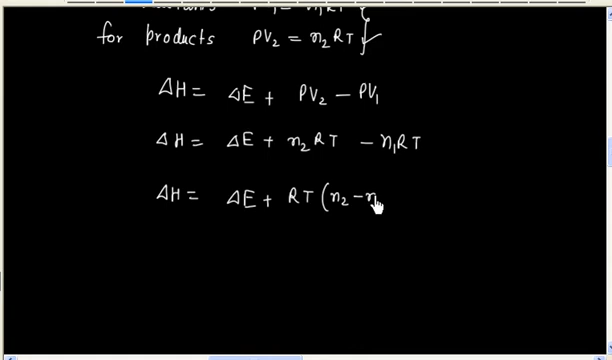 for products PV₂ = n₂RT
ΔH = ΔE + PV₂ − PV₁
ΔH = ΔE + n₂RT − n₁RT
ΔH = ΔE + RT(n₂ − n